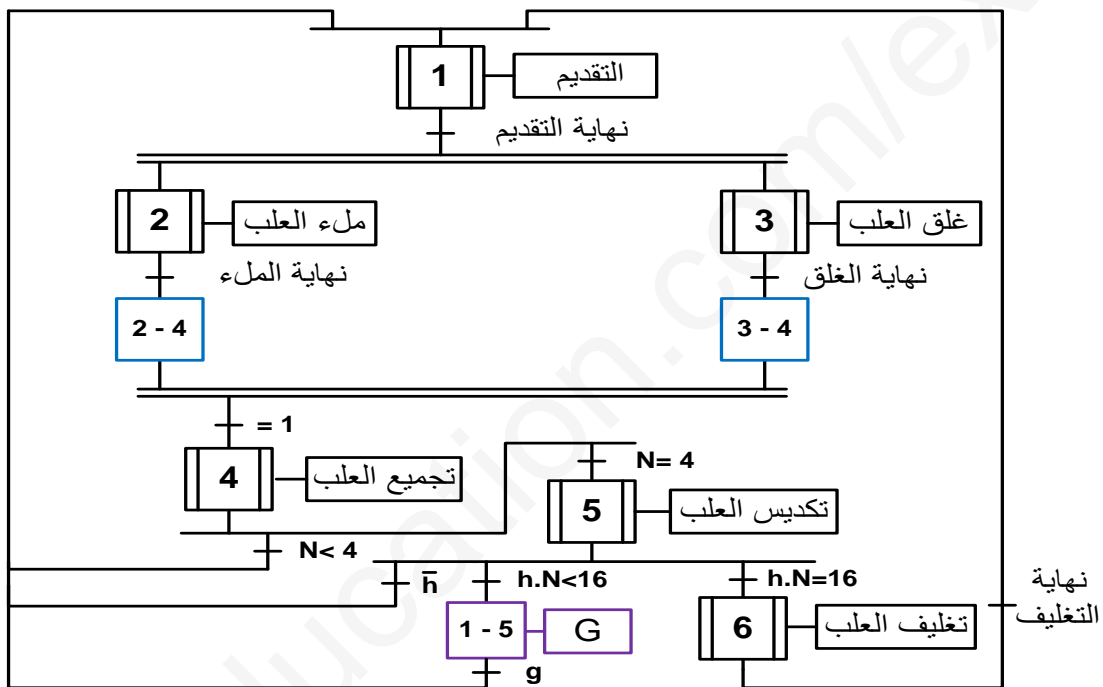 1
التقديم
نهاية التقديم
2
ملء العلب
3
غلق العلب
نهاية الملء
نهاية الغلق
2 - 4
3 - 4
= 1
4
تجميع العلب
N= 4
5
تكديس العلب
N< 4
h̅
h.N<16
h.N=16
نهاية
التغليف
1 - 5
G
6
تغليف العلب
g